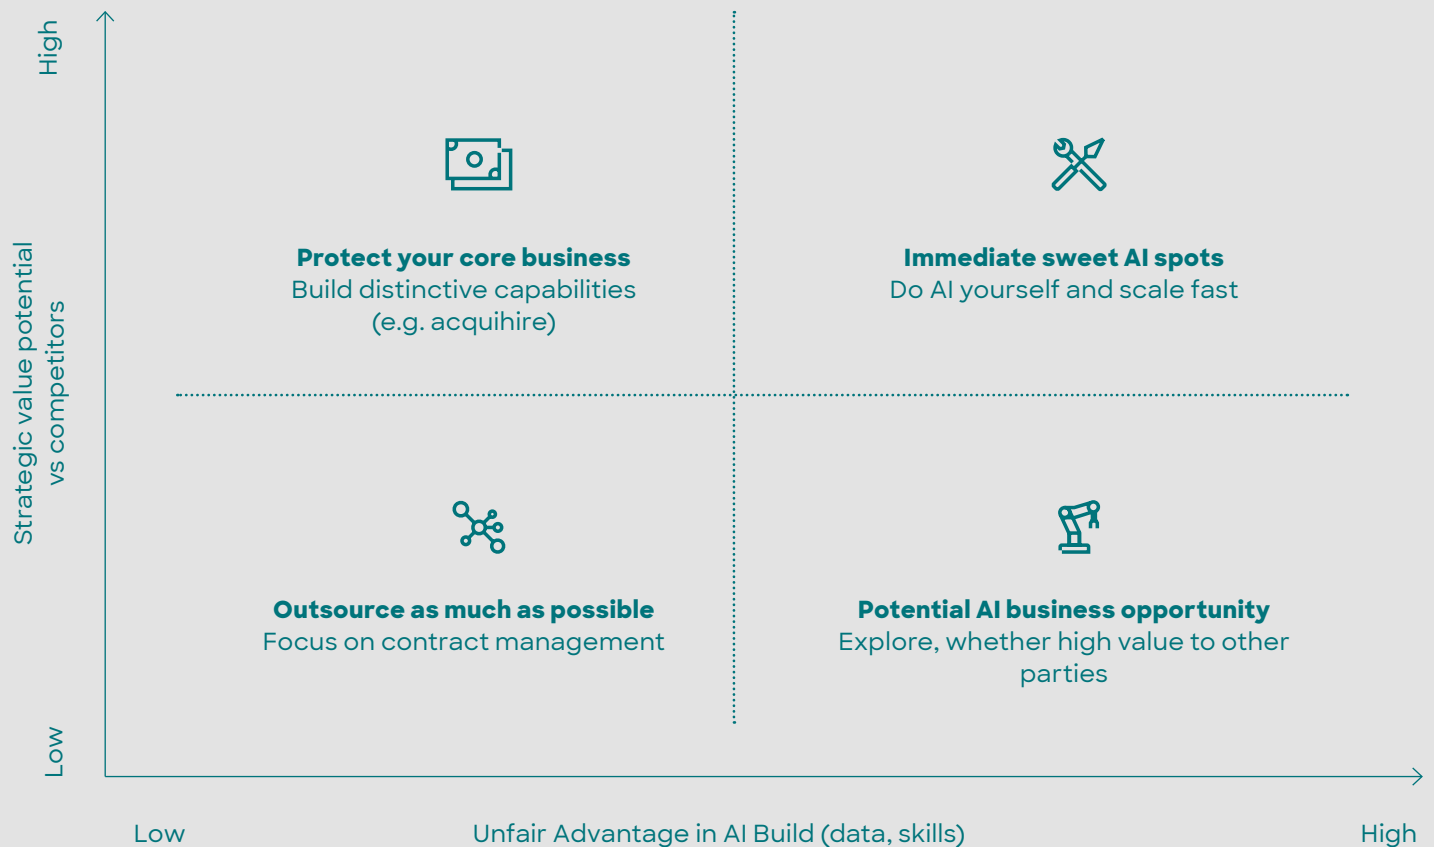 High
Strategic value potential
vs competitors
Low
Protect your core business
Build distinctive capabilities
(e.g. acquihire)
Immediate sweet AI spots
Do AI yourself and scale fast
Outsource as much as possible
Focus on contract management
Potential AI business opportunity
Explore, whether high value to other
parties
Low
Unfair Advantage in AI Build (data, skills)
High